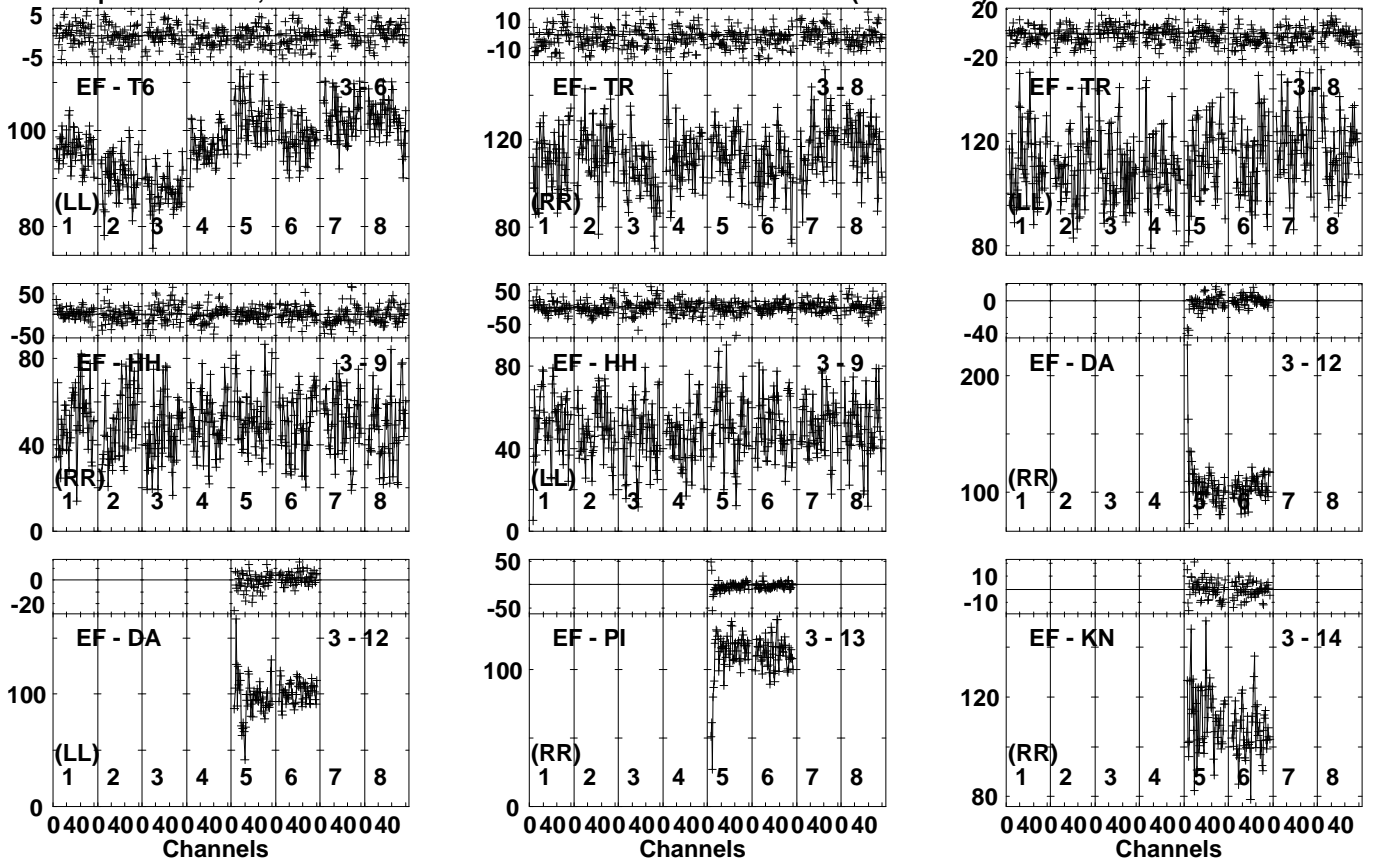 5
-5
EF - T6 3 - 6
100
(LL)
80
1 2 3 4 5 6 7 8
10
-10
EF - TR 3 - 8
120
(RR)
80
1 2 3 4 5 6 7 8
20
-20
EF - TR 3 - 8
120
(LL)
80
1 2 3 4 5 6 7 8
50
-50
80
EF - HH 3 - 9
40
(RR)
1 2 3 4 5 6 7 8
0
50
-50
80
EF - HH 3 - 9
40
(LL)
1 2 3 4 5 6 7 8
0
0
-40
EF - DA 3 - 12
200
(RR)
100
1 2 3 4 5 6 7 8
0
-20
EF - DA 3 - 12
100
(LL)
1 2 3 4 5 6 7 8
0
0 40 0 40 0 40 0 40 0 40 0 40 0 40 0 40
Channels
50
-50
EF - PI 3 - 13
100
(RR)
1 2 3 4 5 6 7 8
0
0 40 0 40 0 40 0 40 0 40 0 40 0 40 0 40
Channels
10
-10
EF - KN 3 - 14
120
(RR)
1 2 3 4 5 6 7 8
80
0 40 0 40 0 40 0 40 0 40 0 40 0 40 0 40
Channels